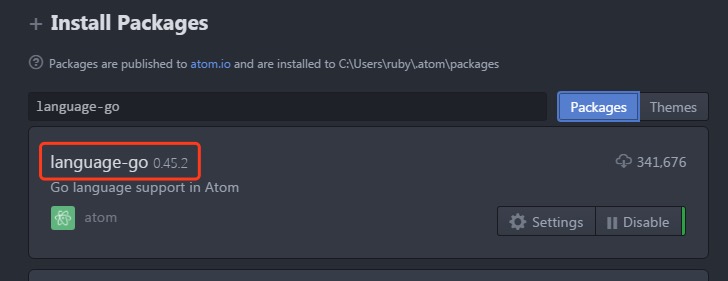 + Install Packages
Packages are published to atom.io and are installed to C:\Users\ruby\.atom\packages
language-go Packages Themes
language-go 0.45.2 341,676
Go language support in Atom
atom Settings Disable